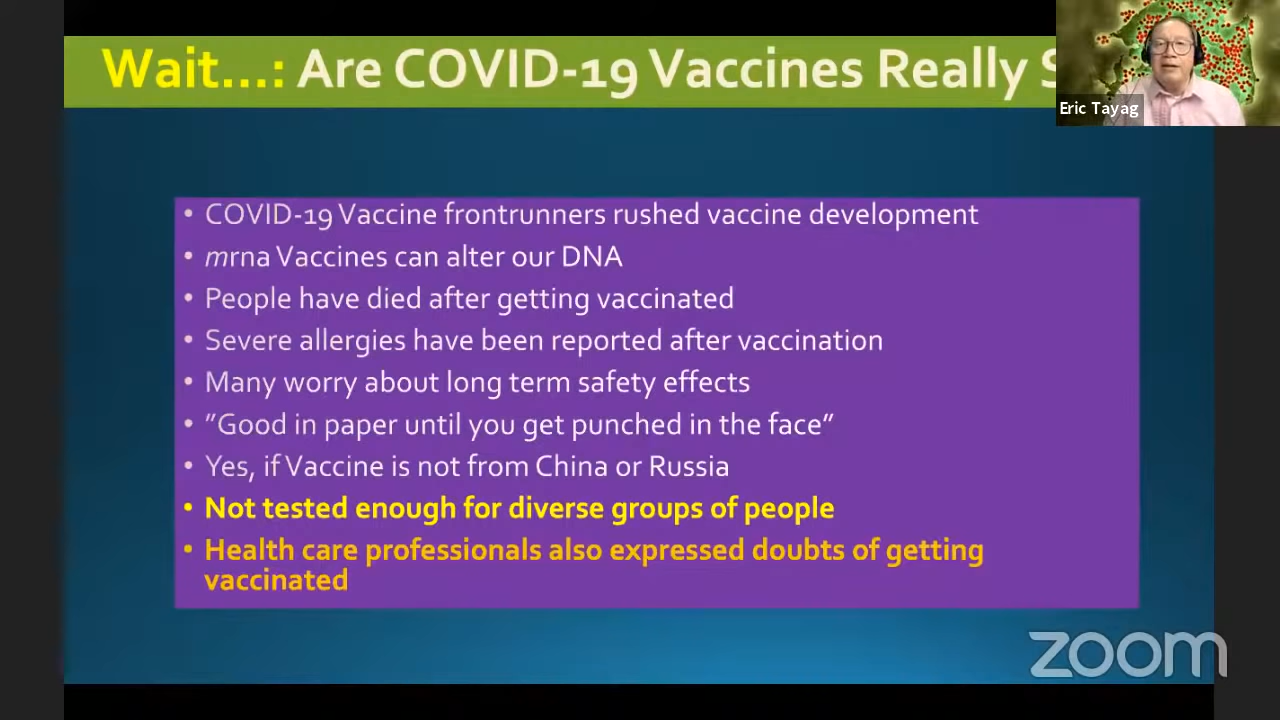 Wait...: Are COVID-19 Vaccines Really S
Eric Tayag
• COVID-19 Vaccine frontrunners rushed vaccine development
• mrna Vaccines can alter our DNA
• People have died after getting vaccinated
• Severe allergies have been reported after vaccination
• Many worry about long term safety effects
• ”Good in paper until you get punched in the face”
• Yes, if Vaccine is not from China or Russia
• Not tested enough for diverse groups of people
• Health care professionals also expressed doubts of getting
vaccinated
zoom